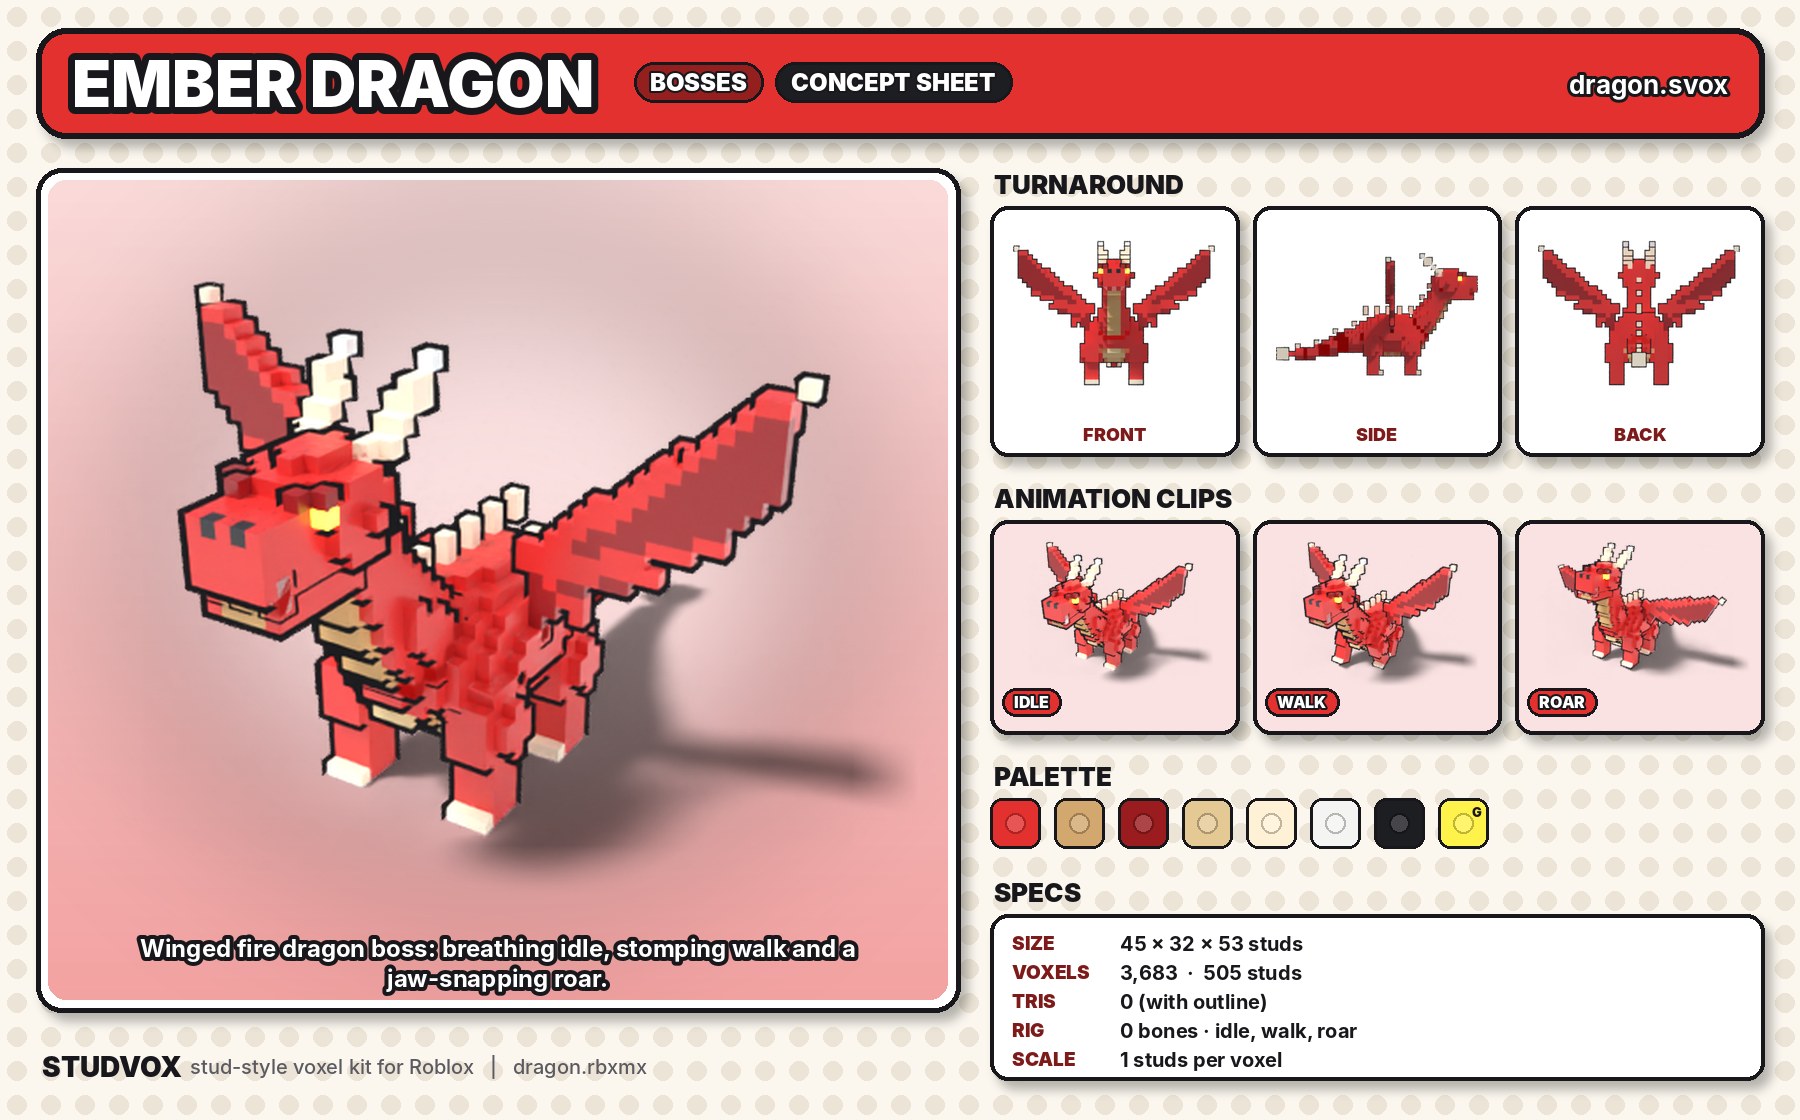 EMBER DRAGON
BOSSES
CONCEPT SHEET
dragon.svox
Winged fire dragon boss: breathing idle, stomping walk and a
jaw-snapping roar.
TURNAROUND
FRONT
SIDE
BACK
ANIMATION CLIPS
IDLE
WALK
ROAR
PALETTE
G
SPECS
SIZE 45 × 32 × 53 studs
VOXELS 3,683 · 505 studs
TRIS 0 (with outline)
RIG 0 bones · idle, walk, roar
SCALE 1 studs per voxel
STUDVOX stud-style voxel kit for Roblox | dragon.rbxmx